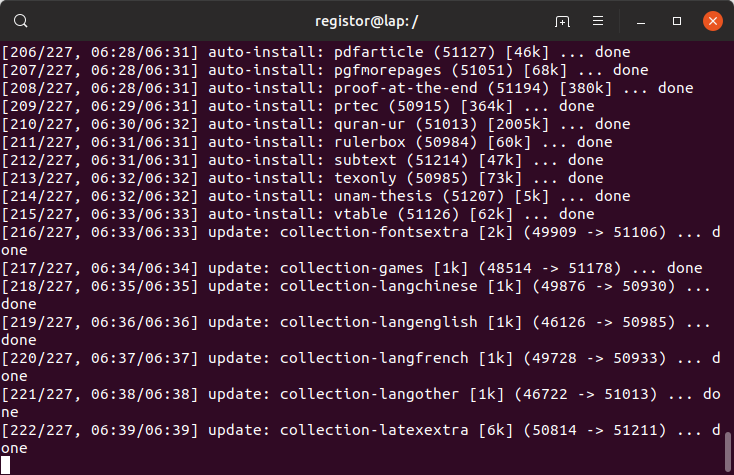 registor@lap: /
[206/227, 06:28/06:31] auto-install: pdfarticle (51127) [46k] ... done
[207/227, 06:28/06:31] auto-install: pgfmorepages (51051) [68k] ... done
[208/227, 06:28/06:31] auto-install: proof-at-the-end (51194) [380k] ... done
[209/227, 06:29/06:31] auto-install: prtec (50915) [364k] ... done
[210/227, 06:30/06:32] auto-install: quran-ur (51013) [2005k] ... done
[211/227, 06:31/06:31] auto-install: rulerbox (50984) [60k] ... done
[212/227, 06:31/06:31] auto-install: subtext (51214) [47k] ... done
[213/227, 06:32/06:32] auto-install: texonly (50985) [73k] ... done
[214/227, 06:32/06:32] auto-install: unam-thesis (51207) [5k] ... done
[215/227, 06:33/06:33] auto-install: vtable (51126) [62k] ... done
[216/227, 06:33/06:33] update: collection-fontsextra [2k] (49909 -> 51106) ... d
one
[217/227, 06:34/06:34] update: collection-games [1k] (48514 -> 51178) ... done
[218/227, 06:35/06:35] update: collection-langchinese [1k] (49876 -> 50930) ...
done
[219/227, 06:36/06:36] update: collection-langenglish [1k] (46126 -> 50985) ...
done
[220/227, 06:37/06:37] update: collection-langfrench [1k] (49728 -> 50933) ... d
one
[221/227, 06:38/06:38] update: collection-langother [1k] (46722 -> 51013) ... do
ne
[222/227, 06:39/06:39] update: collection-latexextra [6k] (50814 -> 51211) ... d
one